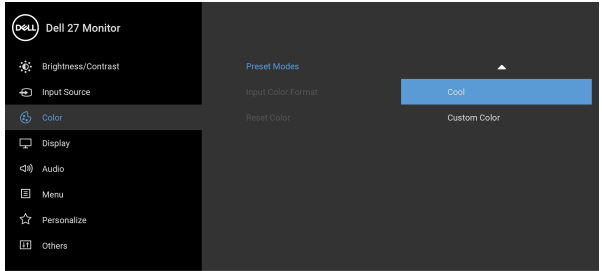 DELL Dell 27 Monitor
Brightness/Contrast Preset Modes
Input Source Input Color Format Cool
Color Reset Color Custom Color
Display
Audio
Menu
Personalize
Others